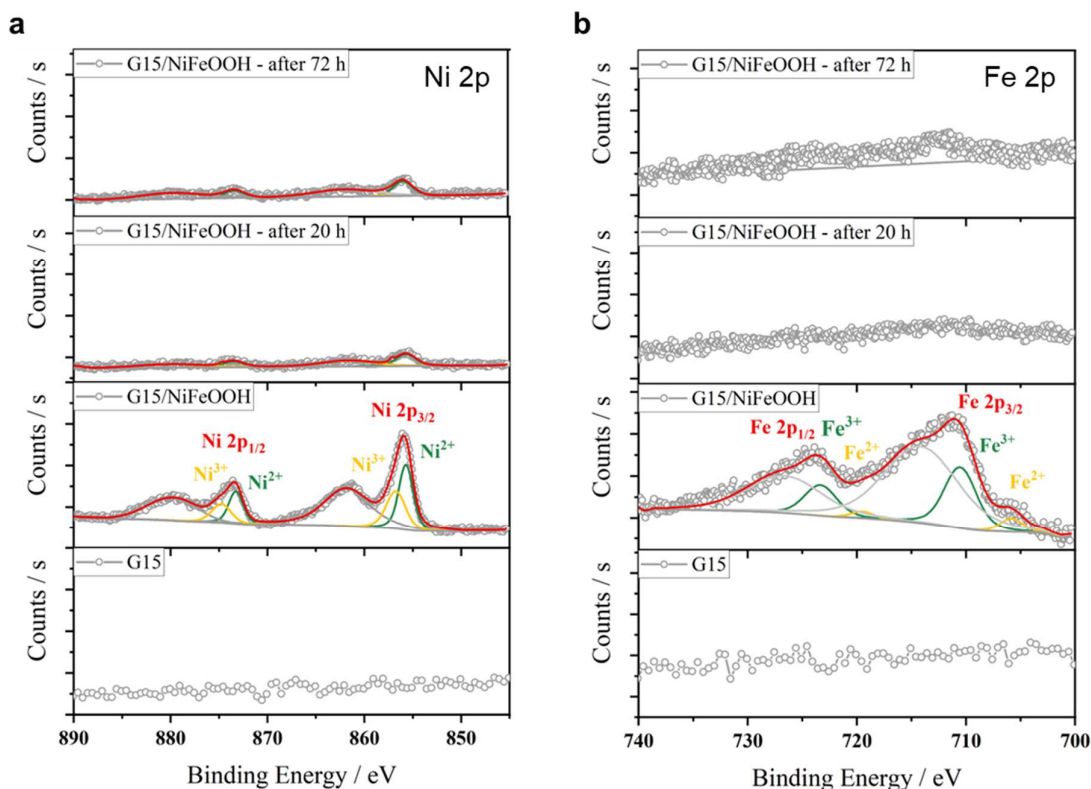 a
G15/NiFeOOH - after 72 h
Ni 2p
Counts / s
G15/NiFeOOH - after 20 h
Counts / s
G15/NiFeOOH
Ni 2p3/2
Ni 2p1/2
Ni3+
Ni2+
Ni3+
Ni2+
Counts / s
G15
Counts / s
890
880
870
860
850
Binding Energy / eV
b
G15/NiFeOOH - after 72 h
Fe 2p
Counts / s
G15/NiFeOOH - after 20 h
Counts / s
G15/NiFeOOH
Fe 2p1/2
Fe3+
Fe2+
Fe 2p3/2
Fe3+
Fe2+
Counts / s
G15
Counts / s
740
730
720
710
700
Binding Energy / eV